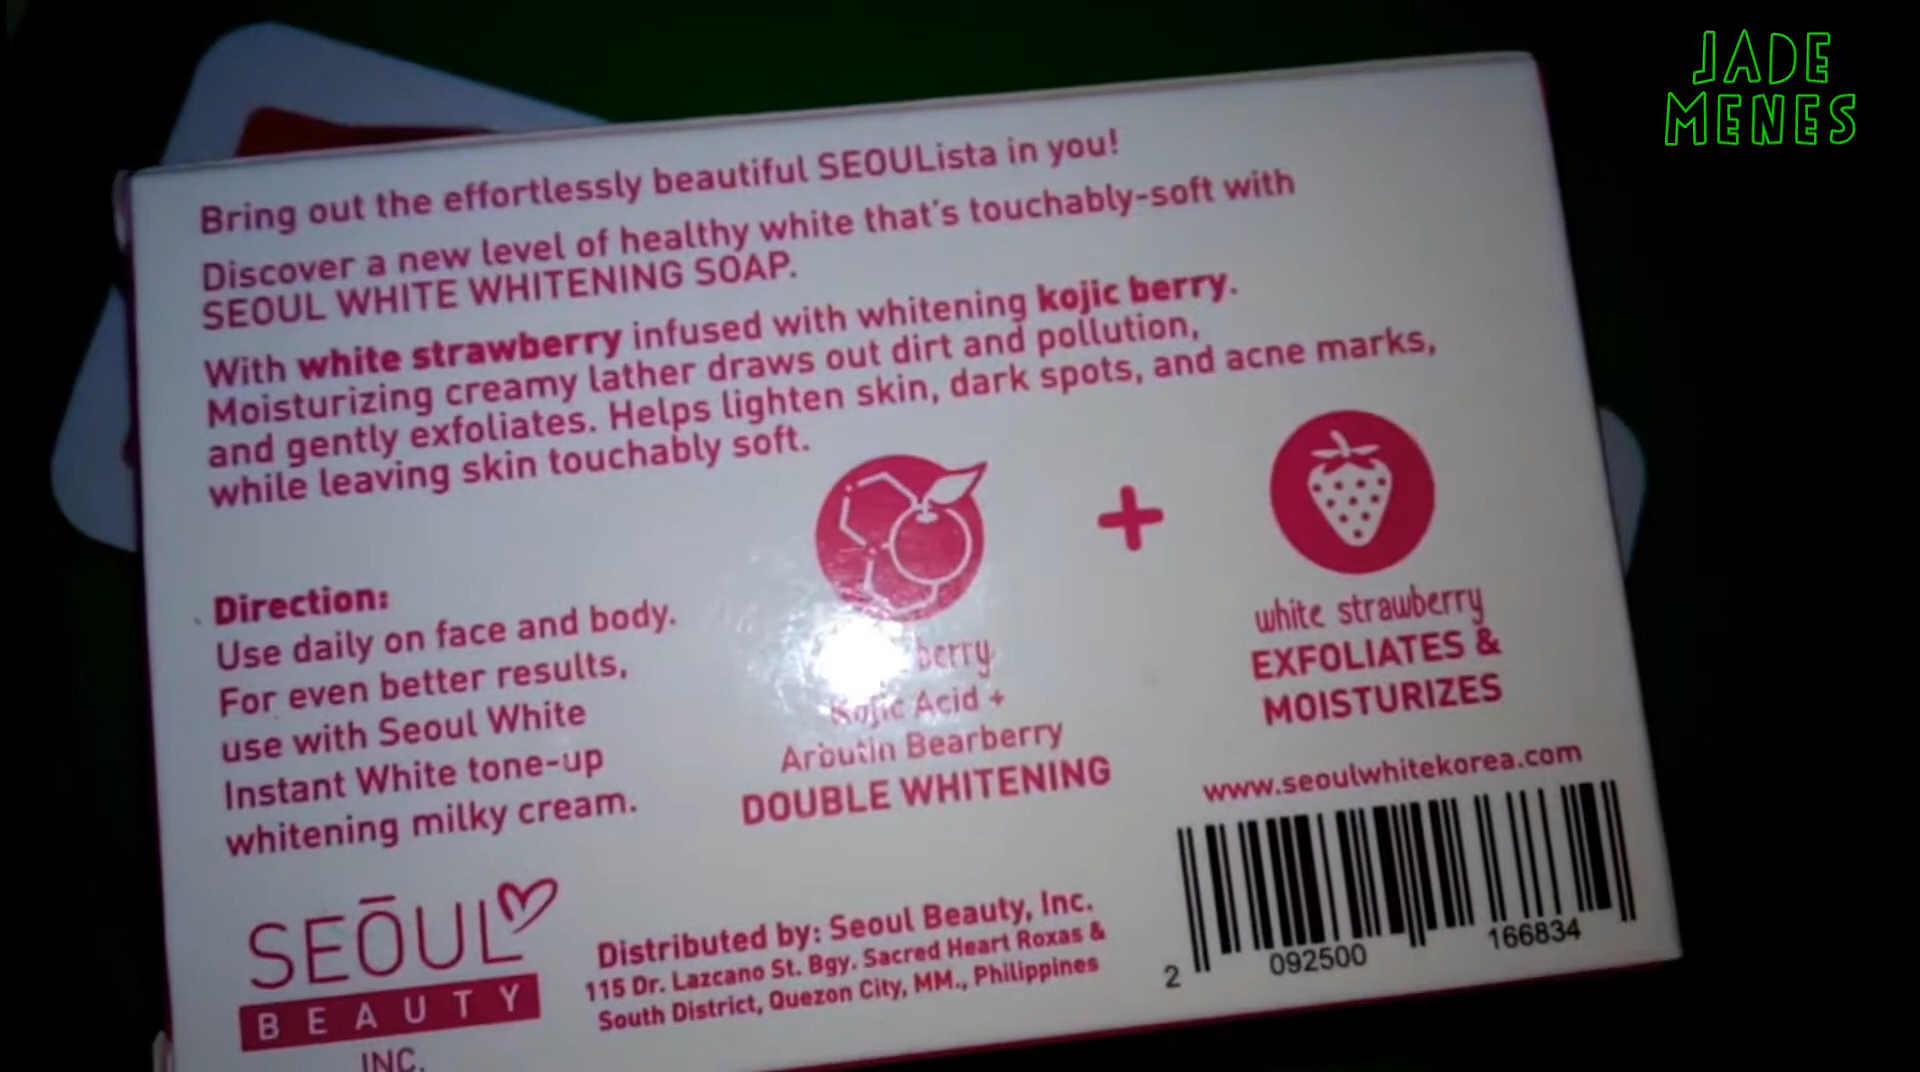 JADE
MENES
Bring out the effortlessly beautiful SEOULista in you!
Discover a new level of healthy white that's touchably-soft with
SEOUL WHITE WHITENING SOAP.
With white strawberry infused with whitening kojic berry.
Moisturizing creamy lather draws out dirt and pollution,
and gently exfoliates. Helps lighten skin, dark spots, and acne marks,
while leaving skin touchably soft.
Direction:
Use daily on face and body.
For even better results,
use with Seoul White
Instant White tone-up
whitening milky cream.
berry
Kojic Acid +
Arbutin Bearberry
DOUBLE WHITENING
+
white strawberry
EXFOLIATES &
MOISTURIZES
www.seoulwhitekorea.com
SEŌUL
BEAUTY
INC.
Distributed by: Seoul Beauty, Inc.
115 Dr. Lazcano St. Bgy. Sacred Heart Roxas &
South District, Quezon City, MM., Philippines
2 092500 166834